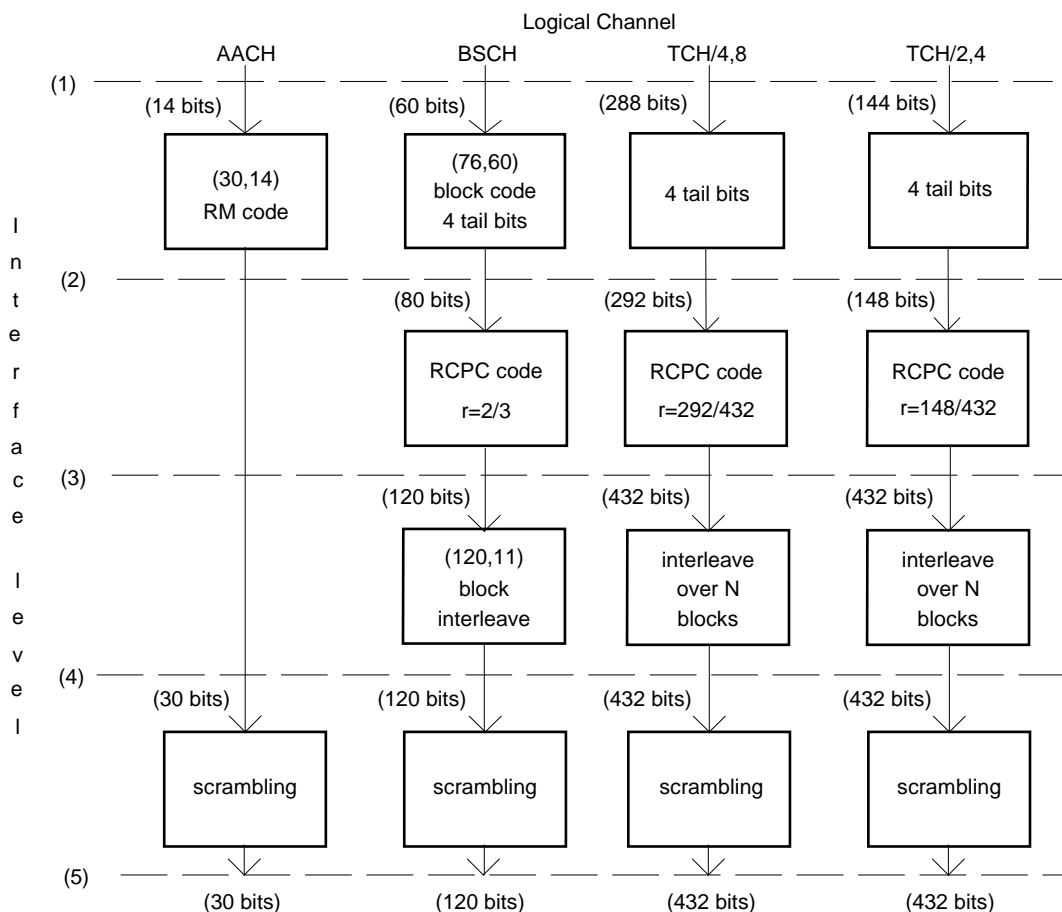 Logical Channel
AACH BSCH TCH/4,8 TCH/2,4
(1)
(14 bits) (60 bits) (288 bits) (144 bits)
(30,14)
RM code
(76,60)
block code
4 tail bits
4 tail bits
4 tail bits
(2)
(80 bits) (292 bits) (148 bits)
RCPC code
r=2/3
RCPC code
r=292/432
RCPC code
r=148/432
(3)
(120 bits) (432 bits) (432 bits)
(120,11)
block
interleave
interleave
over N
blocks
interleave
over N
blocks
(4)
(30 bits) (120 bits) (432 bits) (432 bits)
scrambling scrambling scrambling scrambling
(5)
(30 bits) (120 bits) (432 bits) (432 bits)
Interface level